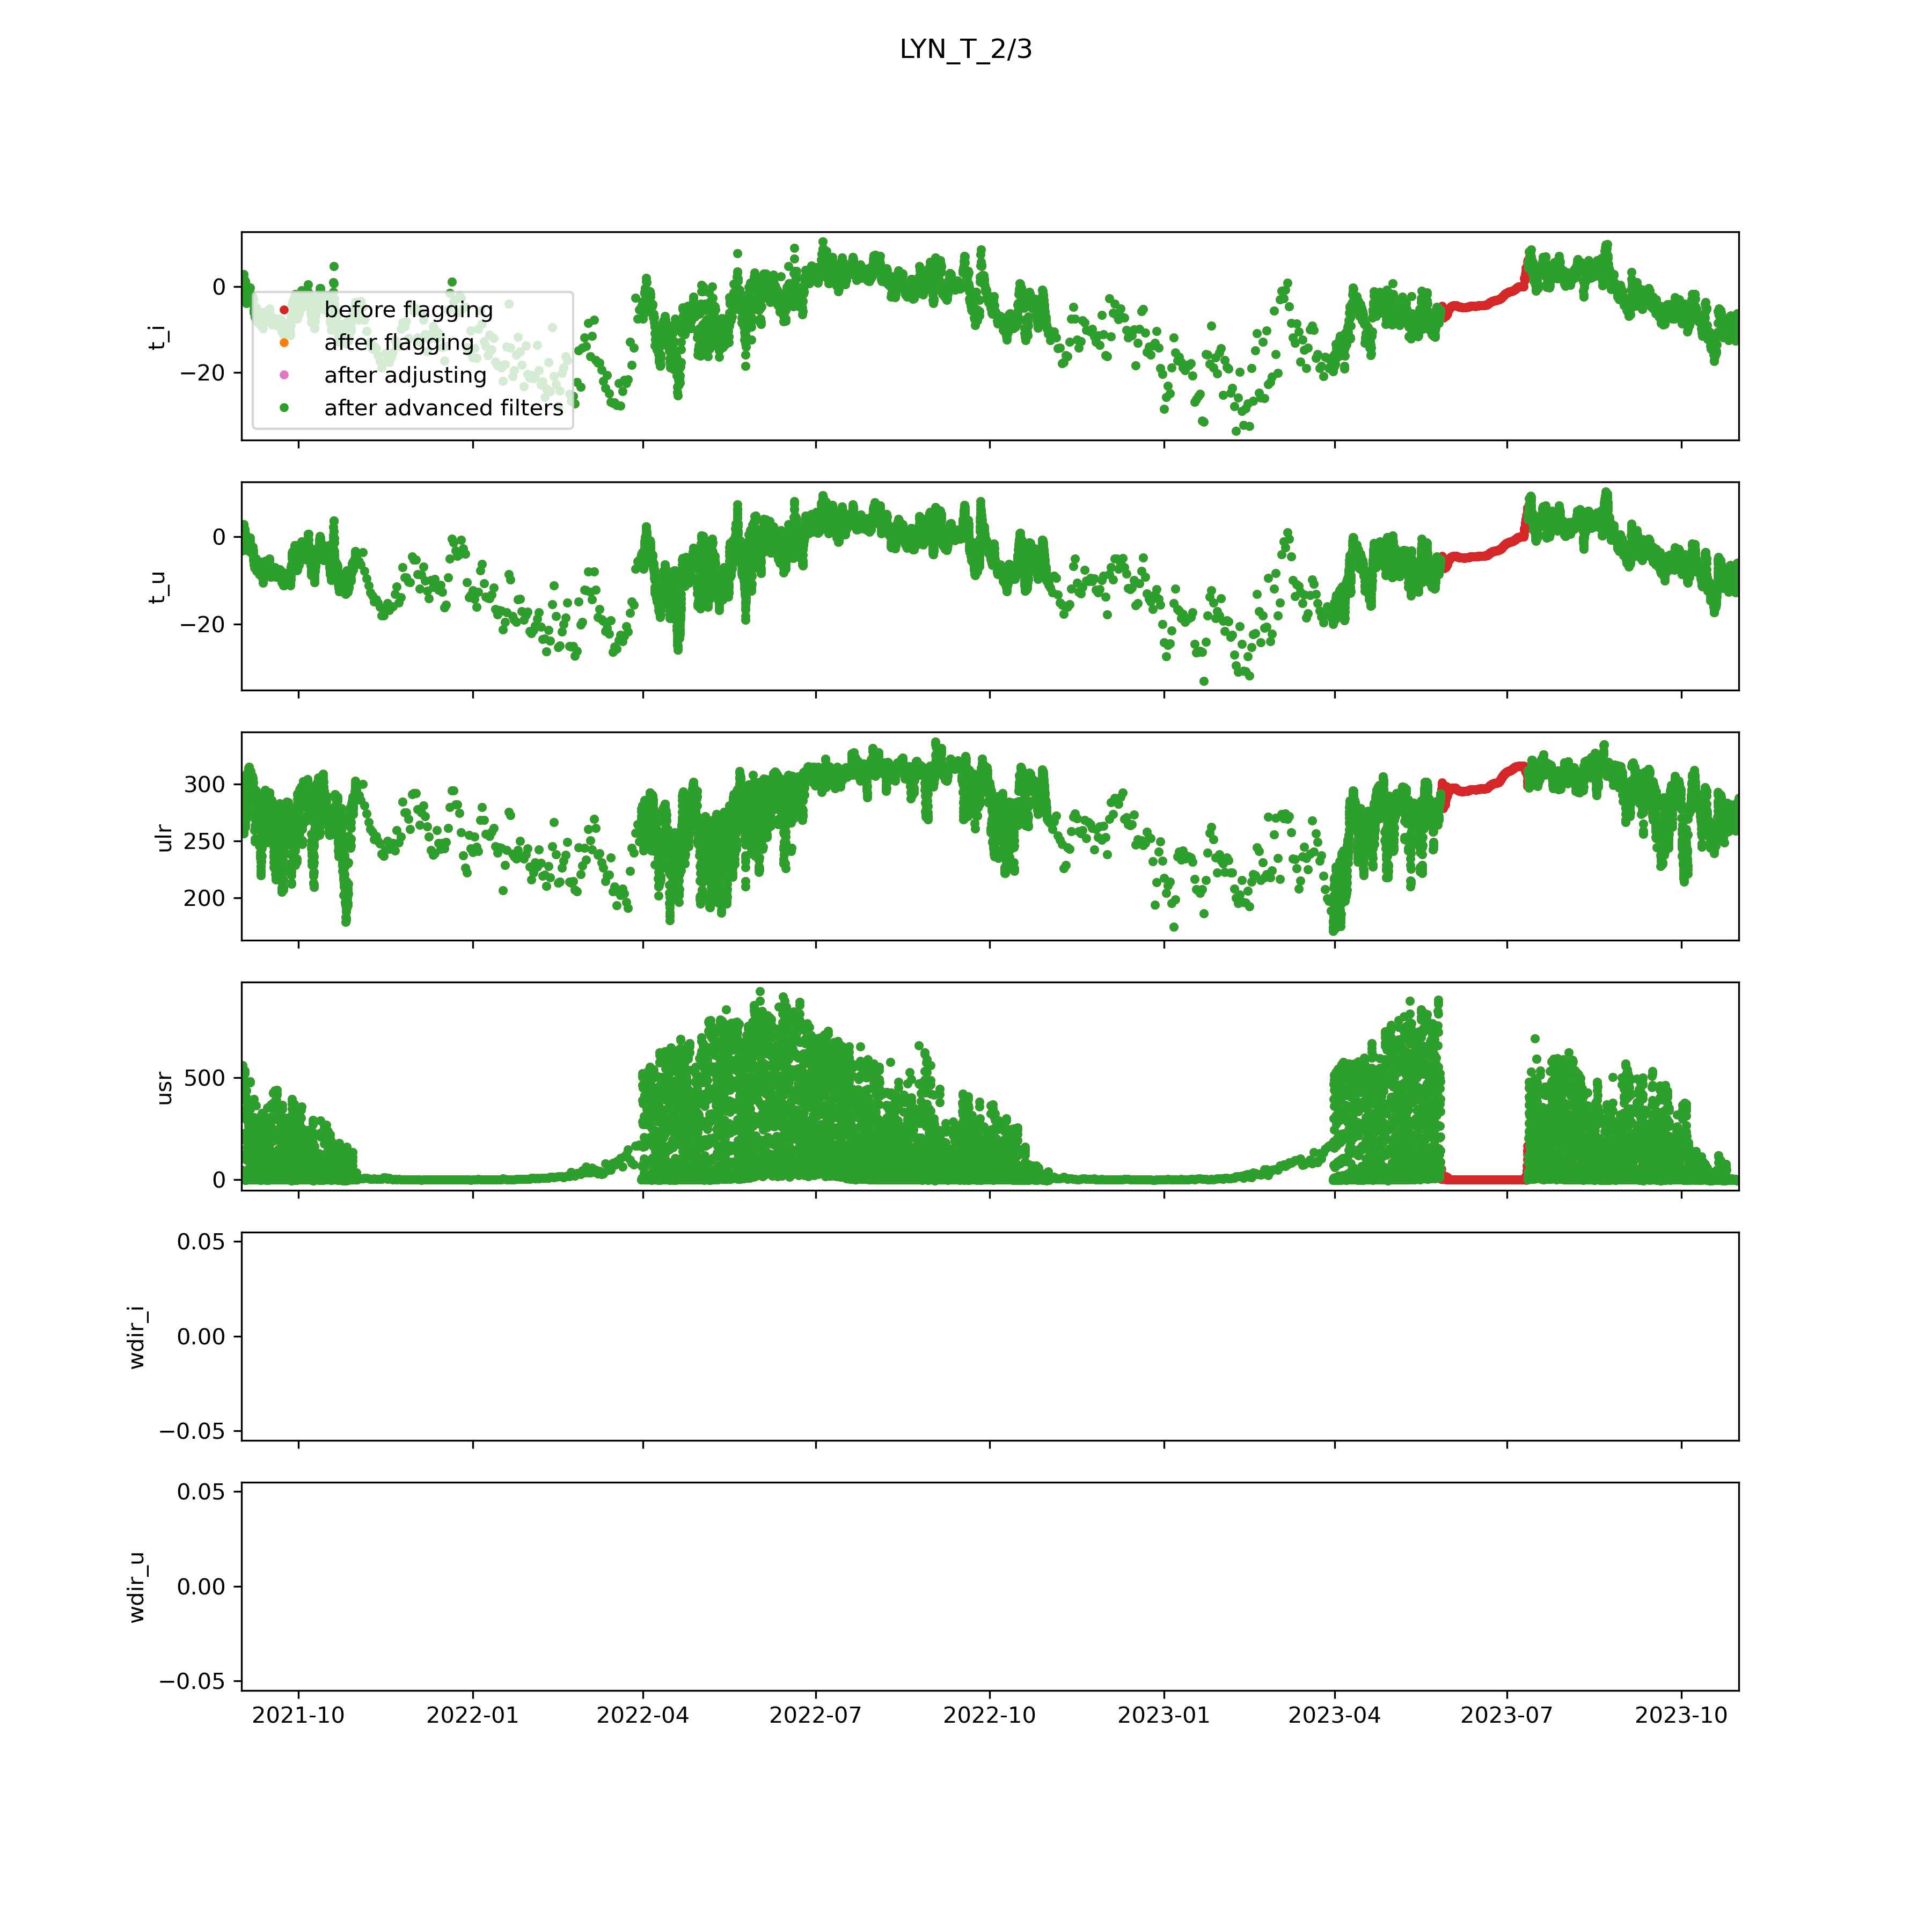 LYN_T_2/3
t_i
0
−20
before flagging
after flagging
after adjusting
after advanced filters
t_u
0
−20
ulr
300
250
200
usr
500
0
wdir_i
0.05
0.00
−0.05
wdir_u
0.05
0.00
−0.05
2021-10 2022-01 2022-04 2022-07 2022-10 2023-01 2023-04 2023-07 2023-10